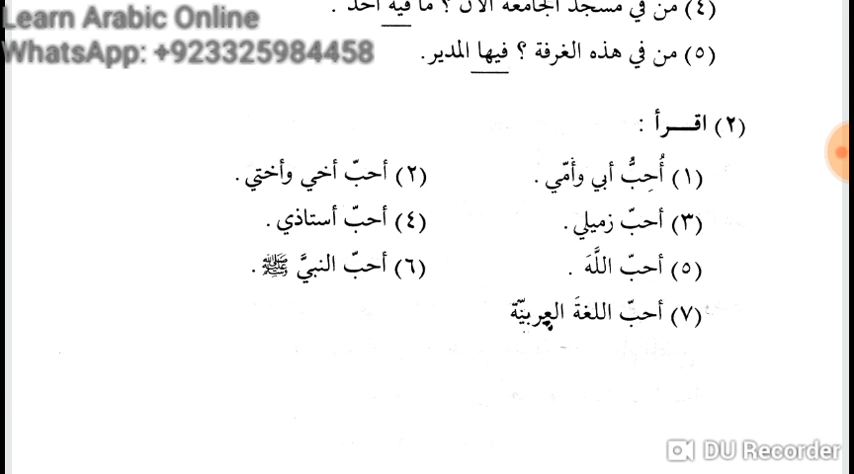 Learn Arabic Online
WhatsApp: +923325984458
(٤) من في مسجد الجامعة الآن ؟ ما فيه أحد .
(٥) من في هذه الغرفة ؟ فيها المدير.
(٢) اقـــرأ :
(١) أُحِبُّ أبي وأُمّي .
(٢) أحبّ أخي وأختي .
(٣) أحبّ زميلي.
(٤) أحبّ أستاذي .
(٥) أحبّ اللَّهَ .
(٦) أحبّ النبيَّ ﷺ .
(٧) أحبّ اللغةَ العربيّة
DU Recorder